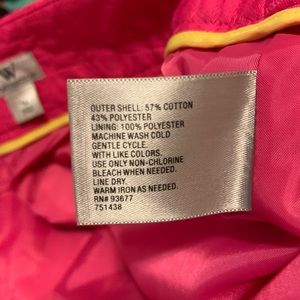 W
OUTER SHELL: 57% COTTON
43% POLYESTER
LINING: 100% POLYESTER
MACHINE WASH COLD
GENTLE CYCLE.
WITH LIKE COLORS.
USE ONLY NON-CHLORINE
BLEACH WHEN NEEDED.
LINE DRY.
WARM IRON AS NEEDED.
RN# 93677
751438